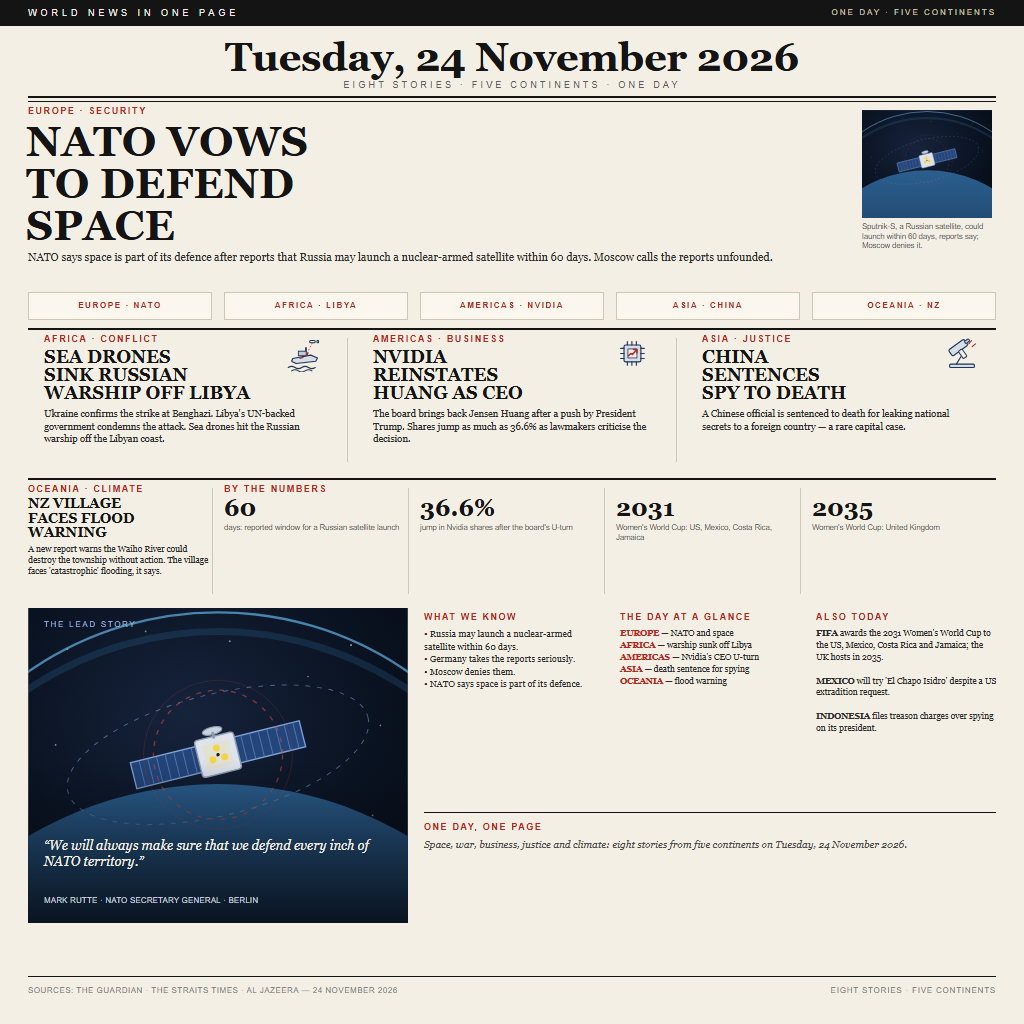 WORLD NEWS IN ONE PAGE
ONE DAY · FIVE CONTINENTS
Tuesday, 24 November 2026
EIGHT STORIES · FIVE CONTINENTS · ONE DAY
EUROPE · SECURITY
NATO VOWS
TO DEFEND
SPACE
NATO says space is part of its defence after reports that Russia may launch a nuclear-armed satellite within 60 days. Moscow calls the reports unfounded.
Sputnik-S, a Russian satellite, could
launch within 60 days, reports say;
Moscow denies it.
EUROPE · NATO
AFRICA · LIBYA
AMERICAS · NVIDIA
ASIA · CHINA
OCEANIA · NZ
AFRICA · CONFLICT
SEA DRONES
SINK RUSSIAN
WARSHIP OFF LIBYA
Ukraine confirms the strike at Benghazi. Libya's UN-backed
government condemns the attack. Sea drones hit the Russian
warship off the Libyan coast.
AMERICAS · BUSINESS
NVIDIA
REINSTATES
HUANG AS CEO
The board brings back Jensen Huang after a push by President
Trump. Shares jump as much as 36.6% as lawmakers criticise the
decision.
ASIA · JUSTICE
CHINA
SENTENCES
SPY TO DEATH
A Chinese official is sentenced to death for leaking national
secrets to a foreign country — a rare capital case.
OCEANIA · CLIMATE
NZ VILLAGE
FACES FLOOD
WARNING
A new report warns the Waiho River could
destroy the township without action. The village
faces 'catastrophic' flooding, it says.
BY THE NUMBERS
60
days: reported window for a Russian satellite launch
36.6%
jump in Nvidia shares after the board's U-turn
2031
Women's World Cup: US, Mexico, Costa Rica,
Jamaica
2035
Women's World Cup: United Kingdom
THE LEAD STORY
“We will always make sure that we defend every inch of
NATO territory.”
MARK RUTTE · NATO SECRETARY GENERAL · BERLIN
WHAT WE KNOW
• Russia may launch a nuclear-armed
satellite within 60 days.
• Germany takes the reports seriously.
• Moscow denies them.
• NATO says space is part of its defence.
THE DAY AT A GLANCE
EUROPE — NATO and space
AFRICA — warship sunk off Libya
AMERICAS — Nvidia's CEO U-turn
ASIA — death sentence for spying
OCEANIA — flood warning
ALSO TODAY
FIFA awards the 2031 Women's World Cup to
the US, Mexico, Costa Rica and Jamaica; the
UK hosts in 2035.
MEXICO will try 'El Chapo Isidro' despite a US
extradition request.
INDONESIA files treason charges over spying
on its president.
ONE DAY, ONE PAGE
Space, war, business, justice and climate: eight stories from five continents on Tuesday, 24 November 2026.
SOURCES: THE GUARDIAN · THE STRAITS TIMES · AL JAZEERA — 24 NOVEMBER 2026
EIGHT STORIES · FIVE CONTINENTS